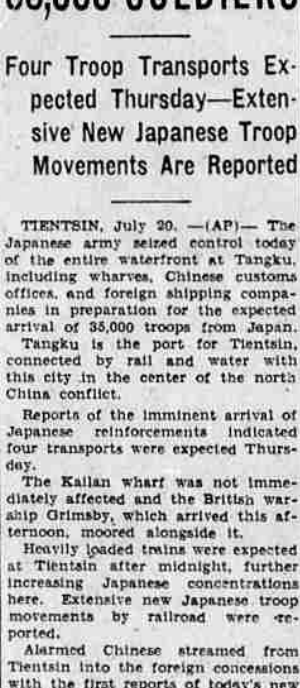 SOLDIERS
Four Troop Transports Ex-
pected Thursday—Exten-
sive New Japanese Troop
Movements Are Reported
TIENTSIN, July 20. —(AP)— The
Japanese army seized control today
of the entire waterfront at Tangku,
including wharves, Chinese customs
offices, and foreign shipping compa-
nies in preparation for the expected
arrival of 35,000 troops from Japan.
Tangku is the port for Tientsin,
connected by rail and water with
this city in the center of the north
China conflict.
Reports of the imminent arrival of
Japanese reinforcements indicated
four transports were expected Thurs-
day.
The Kailan wharf was not imme-
diately affected and the British war-
ship Grimsby, which arrived this af-
ternoon, moored alongside it.
Heavily loaded trains were expected
at Tientsin after midnight, further
increasing Japanese concentrations
here. Extensive new Japanese troop
movements by railroad were re-
ported.
Alarmed Chinese streamed from
Tientsin into the foreign concessions
with the first reports of today's new